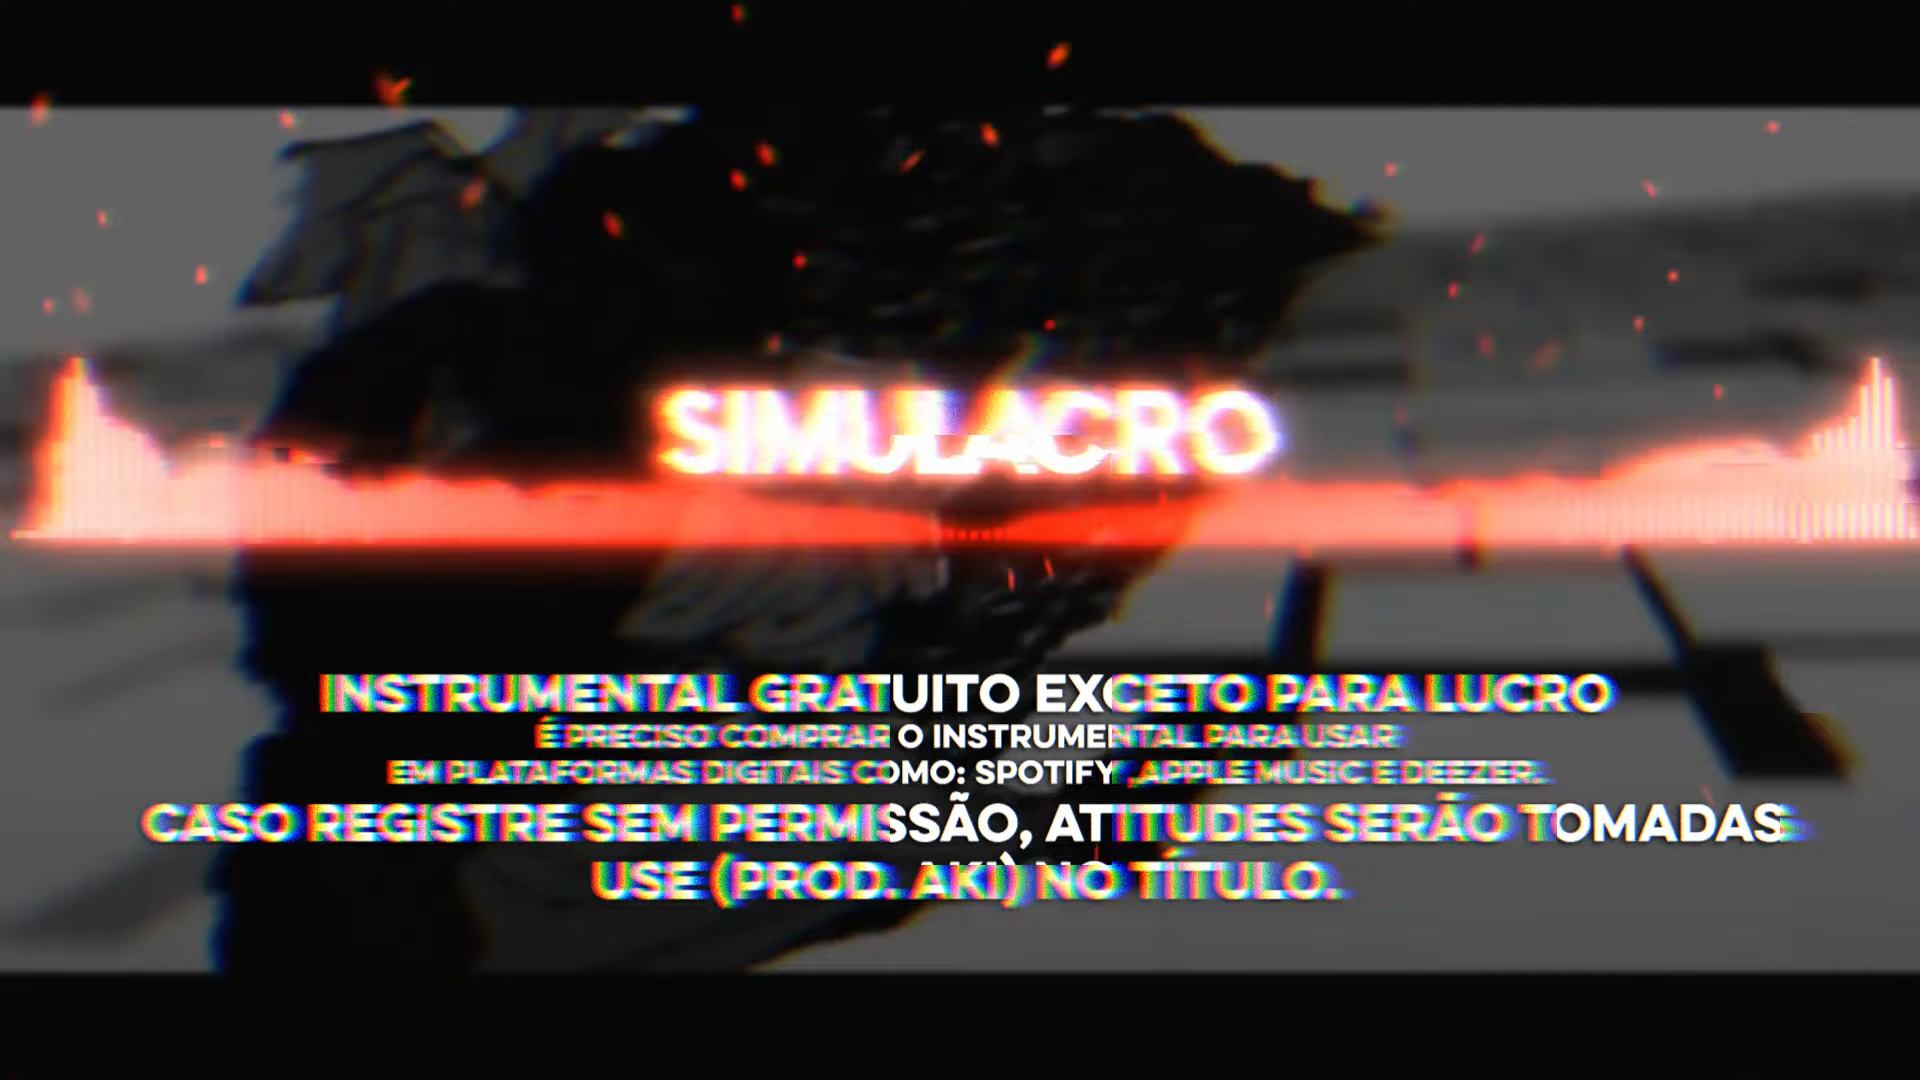 SIMULACRO
INSTRUMENTAL GRATUITO EXCETO PARA LUCRO
É PRECISO COMPRAR O INSTRUMENTAL PARA USAR
EM PLATAFORMAS DIGITAIS COMO: SPOTIFY ,APPLE MUSIC E DEEZER.
CASO REGISTRE SEM PERMISSÃO, ATITUDES SERÃO TOMADAS
USE (PROD. AKI) NO TÍTULO.